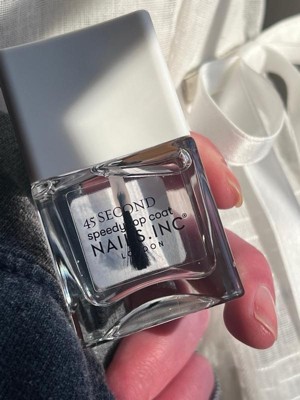 45 SECOND
speedy top coat
NAILS.INC®
LONDON